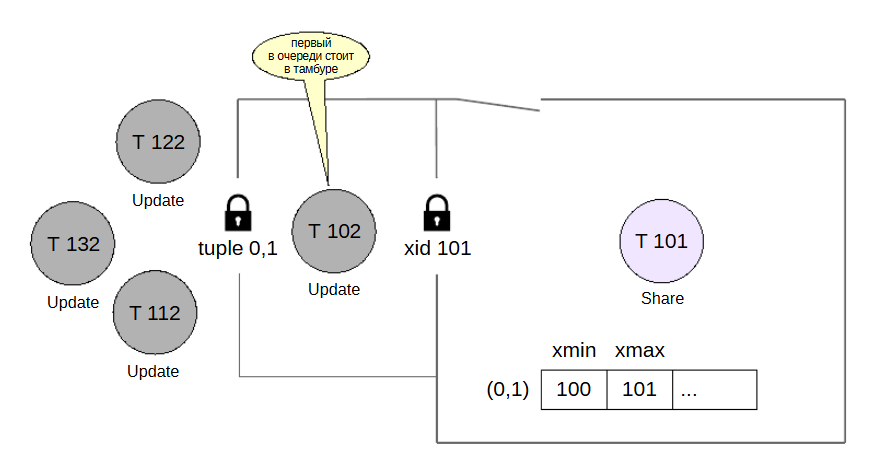 первый
в очереди стоит
в тамбуре
T 122
Update
T 132
Update
T 112
Update
tuple 0,1
T 102
Update
xid 101
T 101
Share
xmin xmax
(0,1) 100 101 ...